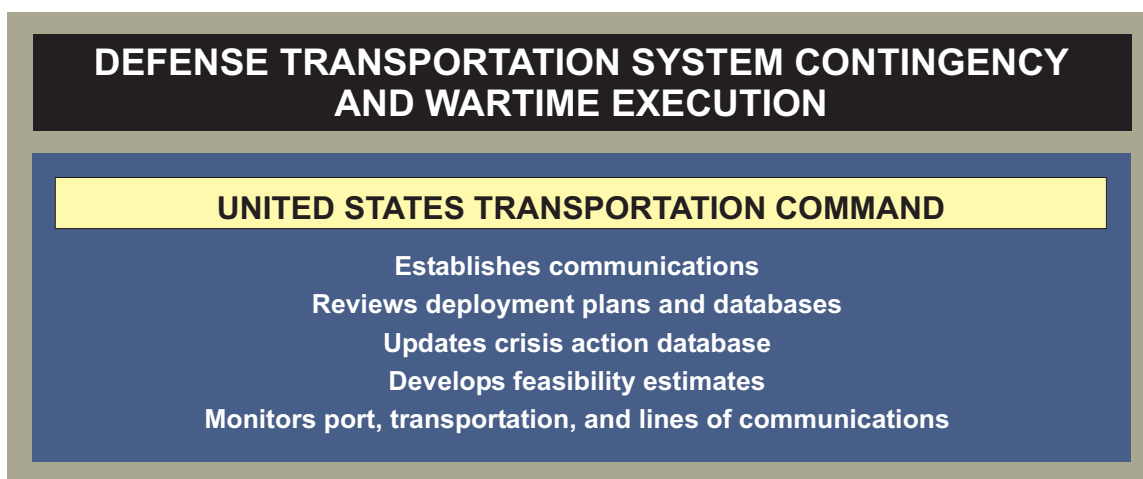 DEFENSE TRANSPORTATION SYSTEM CONTINGENCY
AND WARTIME EXECUTION
UNITED STATES TRANSPORTATION COMMAND
Establishes communications
Reviews deployment plans and databases
Updates crisis action database
Develops feasibility estimates
Monitors port, transportation, and lines of communications